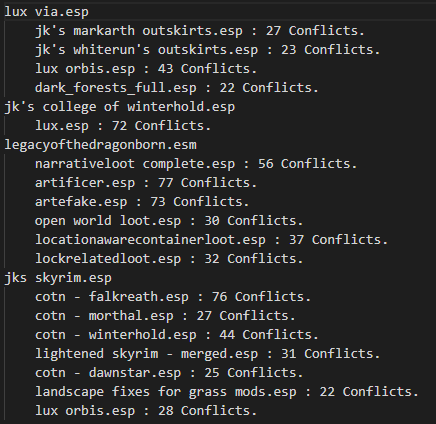 lux via.esp
    jk's markarth outskirts.esp : 27 Conflicts.
    jk's whiterun's outskirts.esp : 23 Conflicts.
    lux orbis.esp : 43 Conflicts.
    dark_forests_full.esp : 22 Conflicts.
jk's college of winterhold.esp
    lux.esp : 72 Conflicts.
legacyofthedragonborn.esm
    narrativeloot complete.esp : 56 Conflicts.
    artificer.esp : 77 Conflicts.
    artefake.esp : 73 Conflicts.
    open world loot.esp : 30 Conflicts.
    locationawarecontainerloot.esp : 37 Conflicts.
    lockrelatedloot.esp : 32 Conflicts.
jks skyrim.esp
    cotn - falkreath.esp : 76 Conflicts.
    cotn - morthal.esp : 27 Conflicts.
    cotn - winterhold.esp : 44 Conflicts.
    lightened skyrim - merged.esp : 31 Conflicts.
    cotn - dawnstar.esp : 25 Conflicts.
    landscape fixes for grass mods.esp : 22 Conflicts.
    lux orbis.esp : 28 Conflicts.